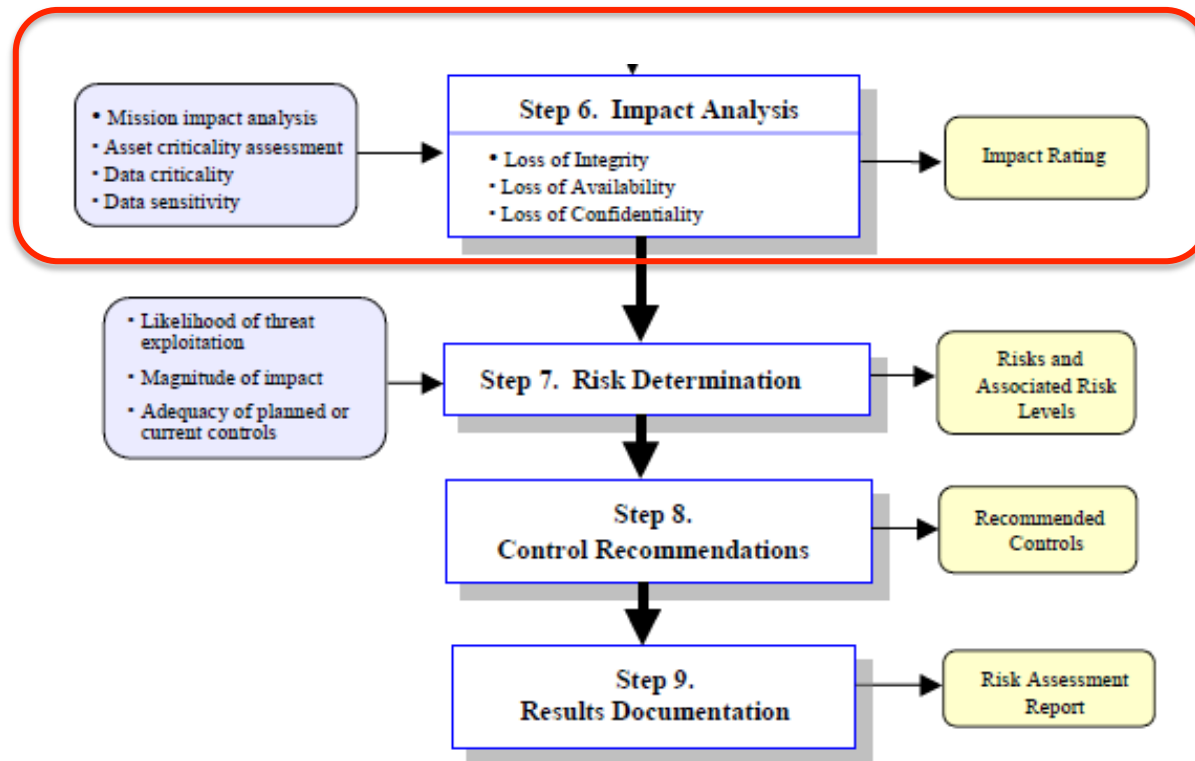 • Mission impact analysis
• Asset criticality assessment
• Data criticality
• Data sensitivity
Step 6. Impact Analysis
• Loss of Integrity
• Loss of Availability
• Loss of Confidentiality
Impact Rating
• Likelihood of threat
exploitation
• Magnitude of impact
• Adequacy of planned or
current controls
Step 7. Risk Determination
Risks and
Associated Risk
Levels
Step 8.
Control Recommendations
Recommended
Controls
Step 9.
Results Documentation
Risk Assessment
Report